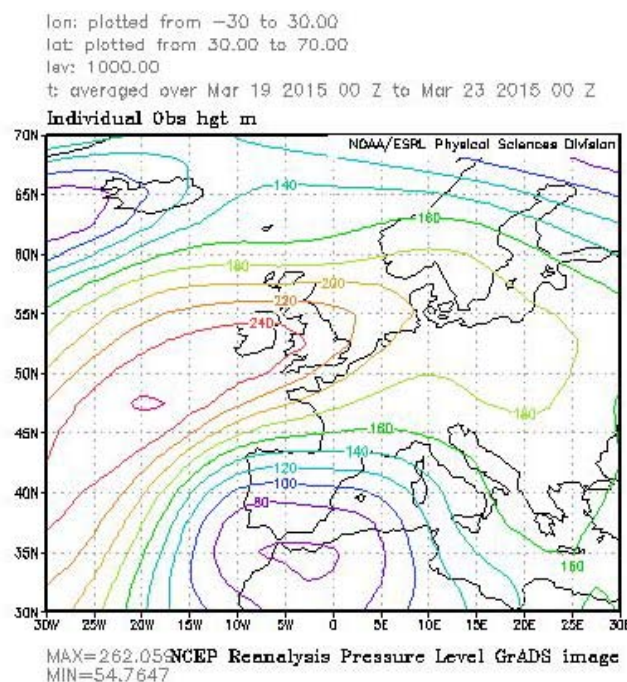 lon: plotted from -30 to 30.00
lat: plotted from 30.00 to 70.00
lev: 1000.00
t: averaged over Mar 19 2015 00 Z to Mar 23 2015 00 Z
Individual Obs hgt m
NOAA/ESRL Physical Sciences Division
70N
65N
60N
55N
50N
45N
40N
35N
30N
140
160
180
200
220
240
180
160
140
120
100
80
160
30W 25W 20W 15W 10W 5W 0 5E 10E 15E 20E 25E 30E
MAX=262.059
NCEP Reanalysis Pressure Level GrADS image
MIN=54.7647